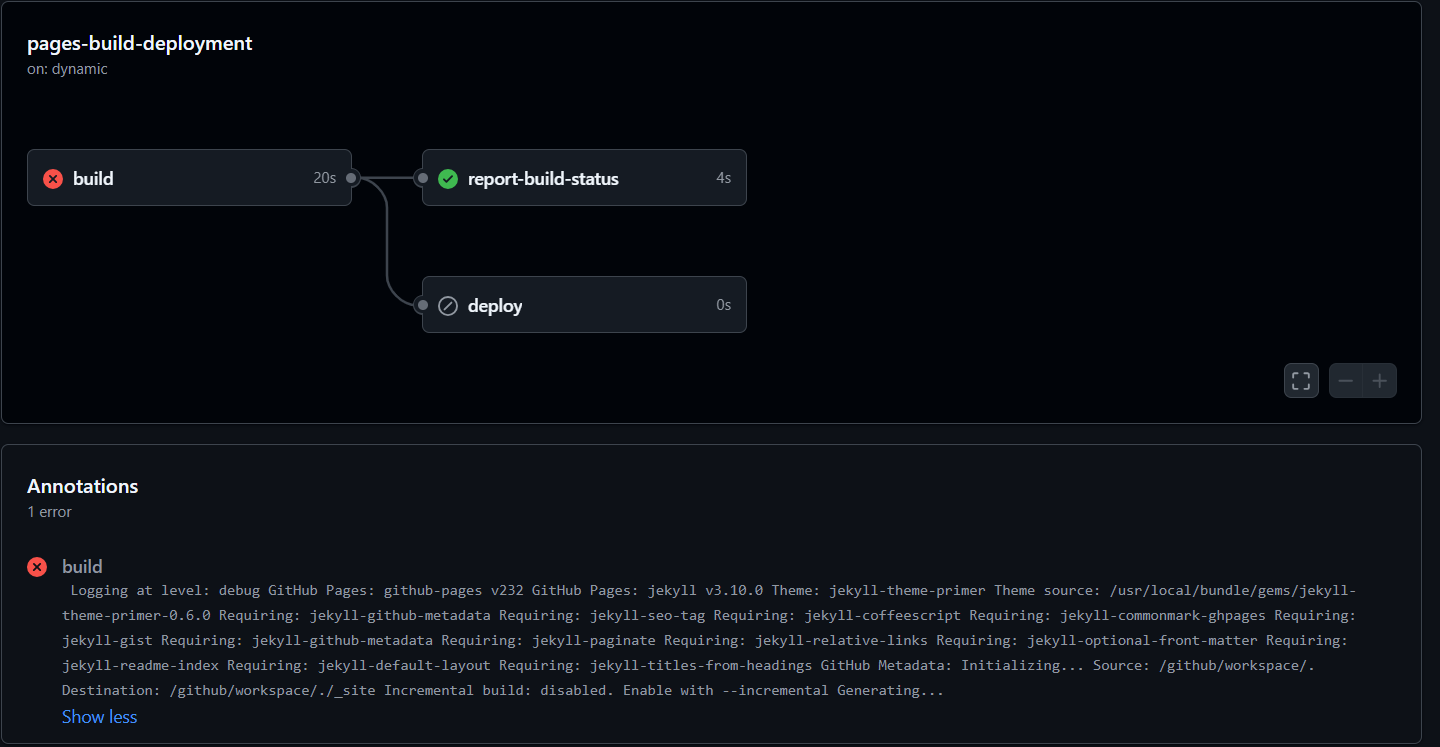 pages-build-deployment
on: dynamic
build
20s
report-build-status
4s
deploy
0s
Annotations
1 error
build
Logging at level: debug GitHub Pages: github-pages v232 GitHub Pages: jekyll v3.10.0 Theme: jekyll-theme-primer Theme source: /usr/local/bundle/gems/jekyll-
theme-primer-0.6.0 Requiring: jekyll-github-metadata Requiring: jekyll-seo-tag Requiring: jekyll-coffeescript Requiring: jekyll-commonmark-ghpages Requiring:
jekyll-gist Requiring: jekyll-github-metadata Requiring: jekyll-paginate Requiring: jekyll-relative-links Requiring: jekyll-optional-front-matter Requiring:
jekyll-readme-index Requiring: jekyll-default-layout Requiring: jekyll-titles-from-headings GitHub Metadata: Initializing... Source: /github/workspace/.
Destination: /github/workspace/./_site Incremental build: disabled. Enable with --incremental Generating...
Show less